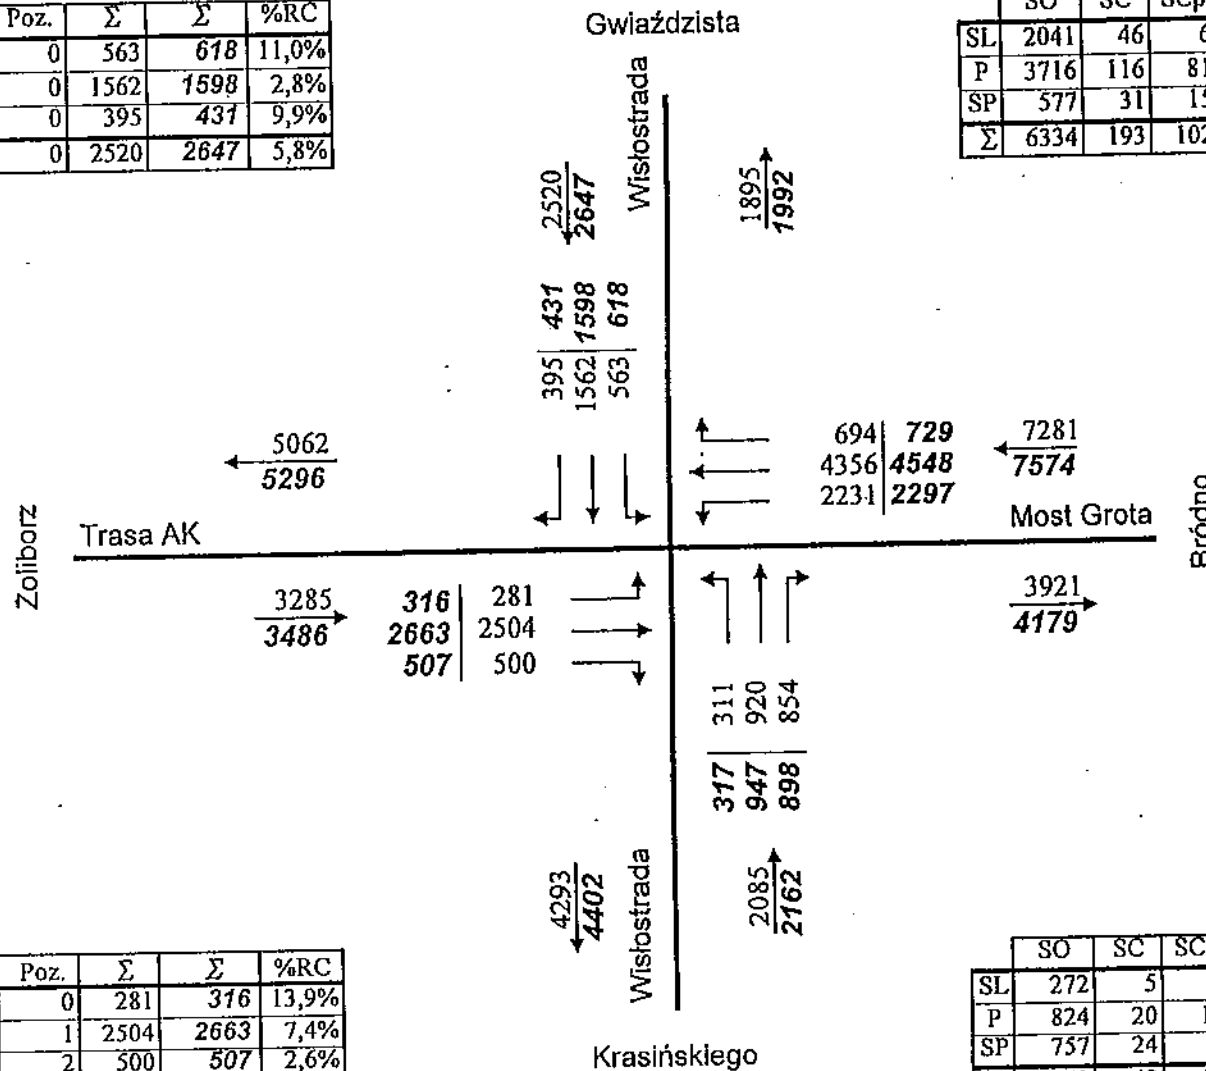 Poz. Σ Σ %RC
0 563 618 11,0%
0 1562 1598 2,8%
0 395 431 9,9%
0 2520 2647 5,8%
Gwiaździsta
SO SC
SL 2041 46
P 3716 116
SP 577 31
Σ 6334 193
Wisłostrada
2520
2647
1895
1992
431 1598 618
395 1562 563
5062
5296
694 729
4356 4548
2231 2297
7281
7574
Żoliborz
Trasa AK
Most Grota
Bródno
3285
3486
316 281
2663 2504
507 500
3921
4179
311 920 854
317 947 898
4293
4402
Wisłostrada
2085
2162
Poz. Σ Σ %RC
0 281 316 13,9%
1 2504 2663 7,4%
2 500 507 2,6%
Krasińskiego
SO SC SC
SL 272 5
P 824 20
SP 757 24